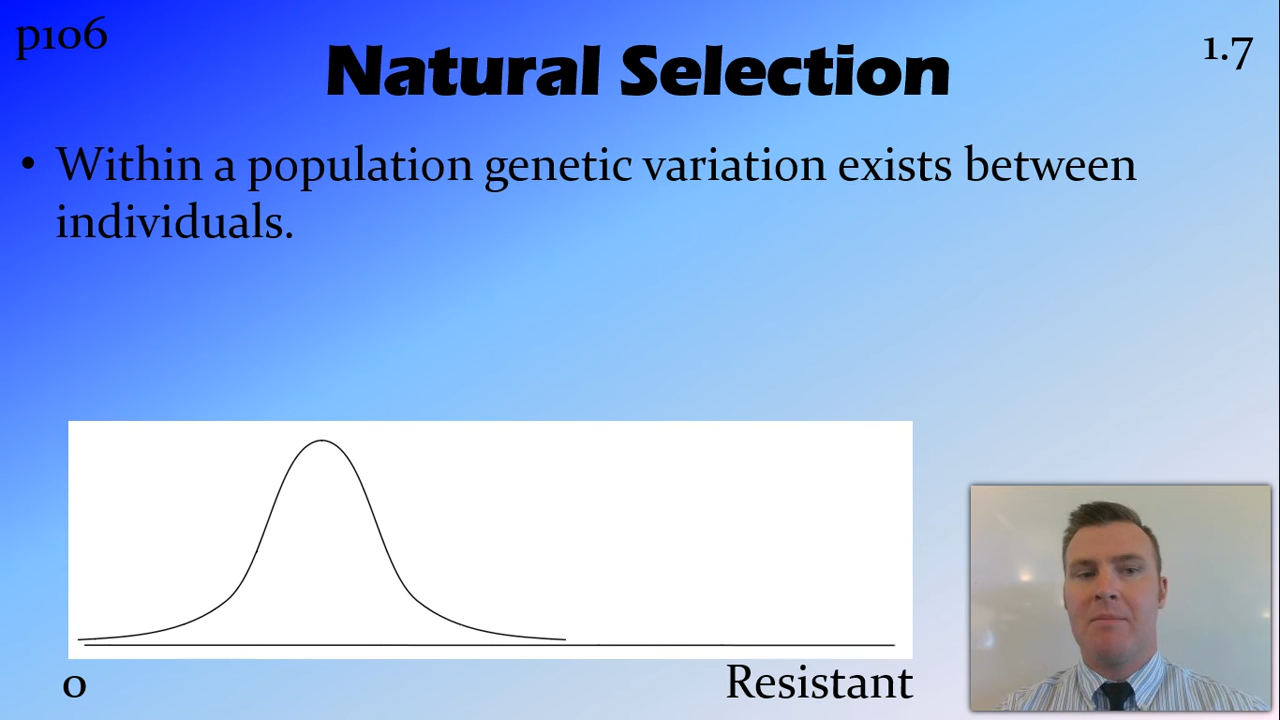 p106
Natural Selection
1.7
• Within a population genetic variation exists between
individuals.
0
Resistant